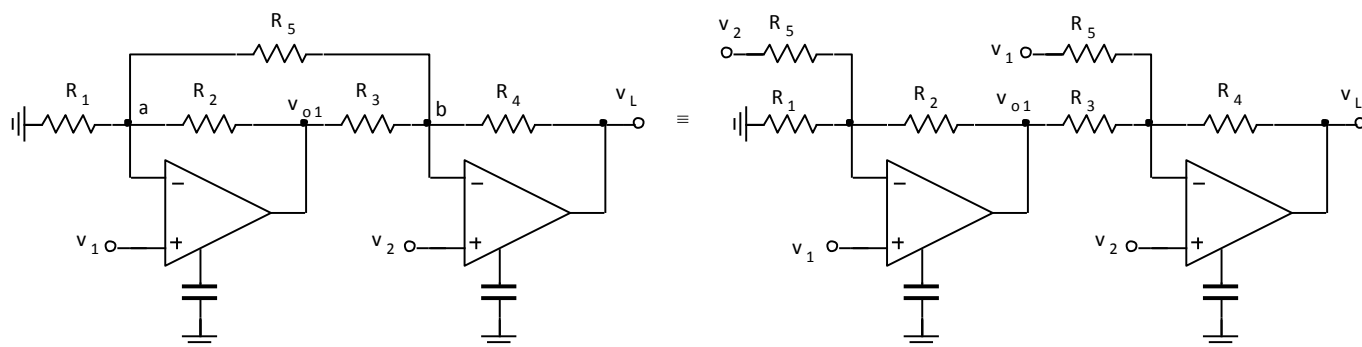 R5
v2 R5 v1 R5
R1 a R2 vo1 R3 b R4 vL
≡
R1 R2 vo1 R3 R4 vL
− − − −
v1 + v2 + v1 + v2 +